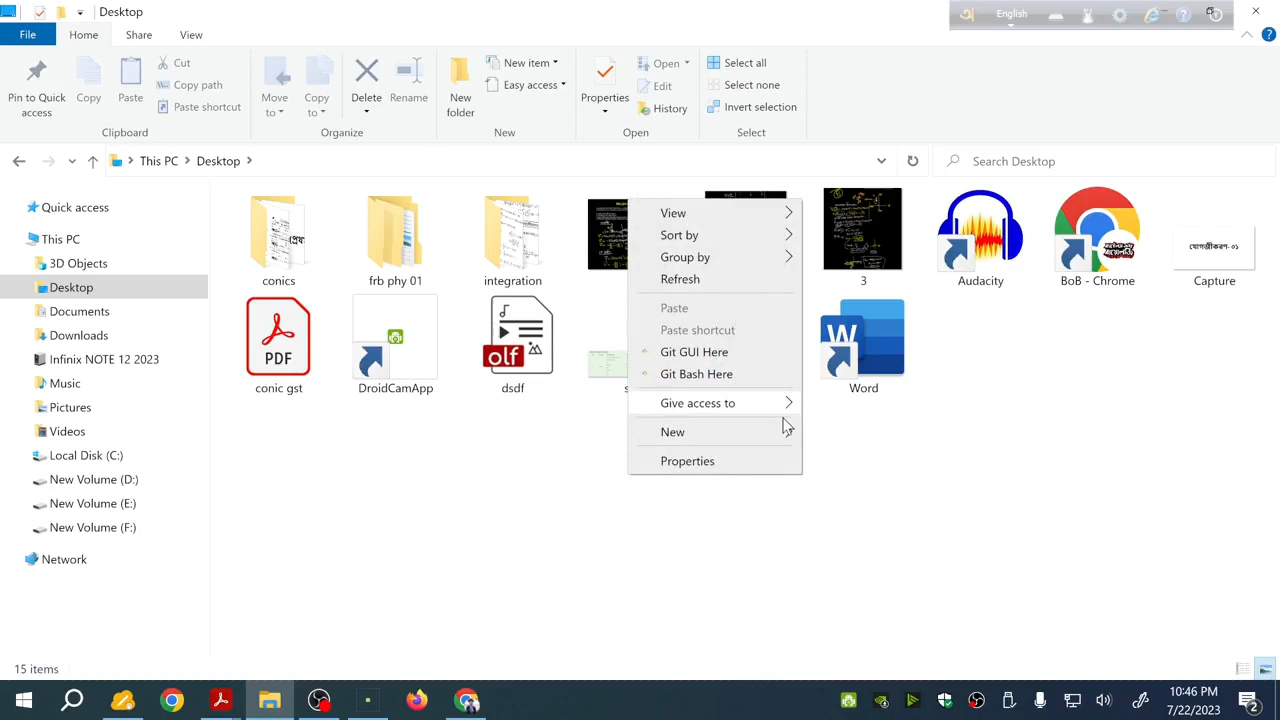 Desktop
English
File Home Share View
Pin to Quick access
Copy
Paste
Cut
Copy path
Paste shortcut
Clipboard
Move to
Copy to
Delete
Rename
Organize
New folder
New item
Easy access
New
Properties
Open
Edit
History
Open
Select all
Select none
Invert selection
Select
This PC Desktop
Search Desktop
Quick access
This PC
3D Objects
Desktop
Documents
Downloads
Infinix NOTE 12 2023
Music
Pictures
Videos
Local Disk (C:)
New Volume (D:)
New Volume (E:)
New Volume (F:)
Network
conics
frb phy 01
integration
3
Audacity
BoB - Chrome
যোগজীকরণ-০১
Capture
PDF
conic gst
DroidCamApp
olf
dsdf
s
W
Word
View
Sort by
Group by
Refresh
Paste
Paste shortcut
Git GUI Here
Git Bash Here
Give access to
New
Properties
15 items
10:46 PM
7/22/2023
2